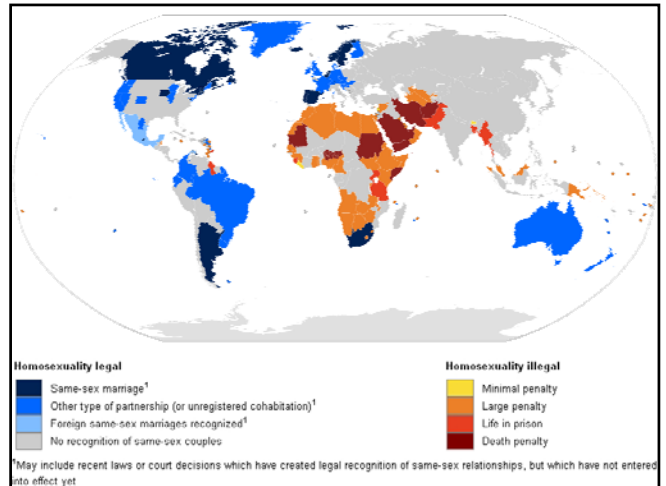 Homosexuality legal
Same-sex marriage¹
Other type of partnership (or unregistered cohabitation)¹
Foreign same-sex marriages recognized¹
No recognition of same-sex couples
Homosexuality illegal
Minimal penalty
Large penalty
Life in prison
Death penalty
¹May include recent laws or court decisions which have created legal recognition of same-sex relationships, but which have not entered
into effect yet